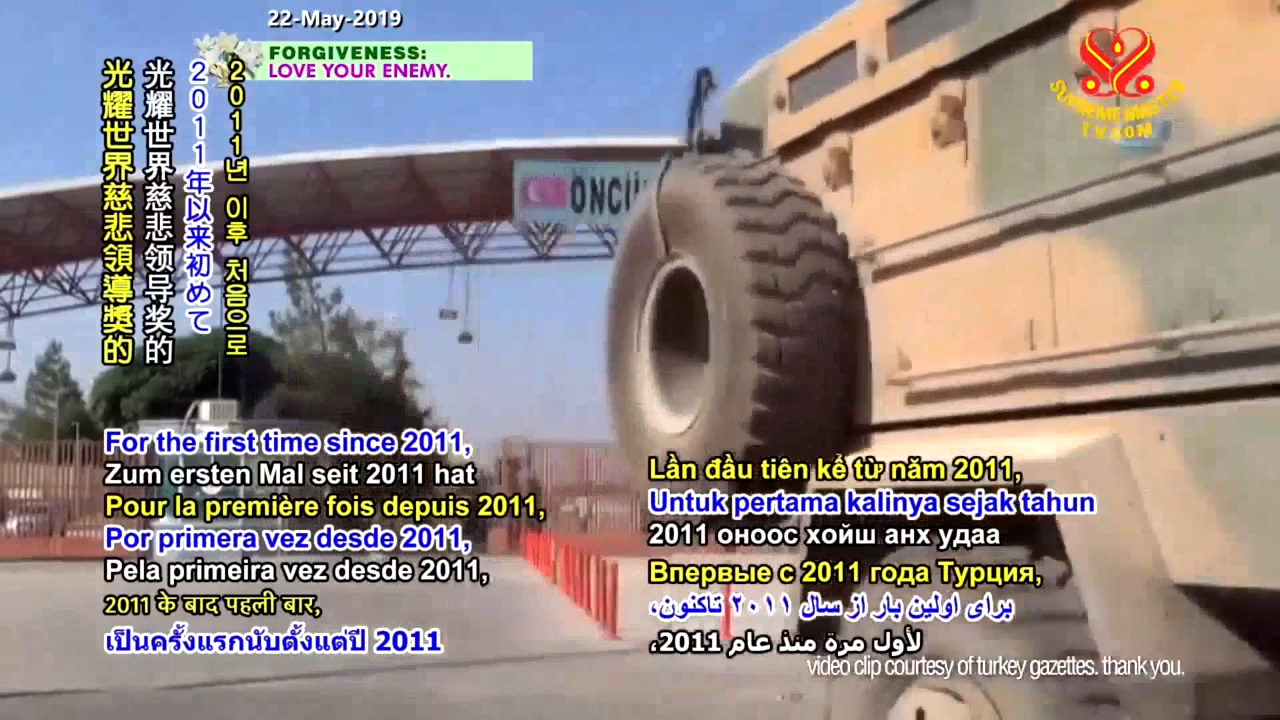 22-May-2019
FORGIVENESS:
LOVE YOUR ENEMY.
SUPREME MASTER
TV.COM
光耀世界慈悲領導獎的
光耀世界慈悲领导奖的
2011年以来初めて
2011년 이후 처음으로
ÖNCÜ
For the first time since 2011,
Zum ersten Mal seit 2011 hat
Pour la première fois depuis 2011,
Por primera vez desde 2011,
Pela primeira vez desde 2011,
2011 के बाद पहली बार,
เป็นครั้งแรกนับตั้งแต่ปี 2011
Lần đầu tiên kể từ năm 2011,
Untuk pertama kalinya sejak tahun
2011 оноос хойш анх удаа
Впервые с 2011 года Турция,
برای اولین بار از سال ۲۰۱۱ تاکنون،
لأول مرة منذ عام 2011،
video clip courtesy of turkey gazettes. thank you.